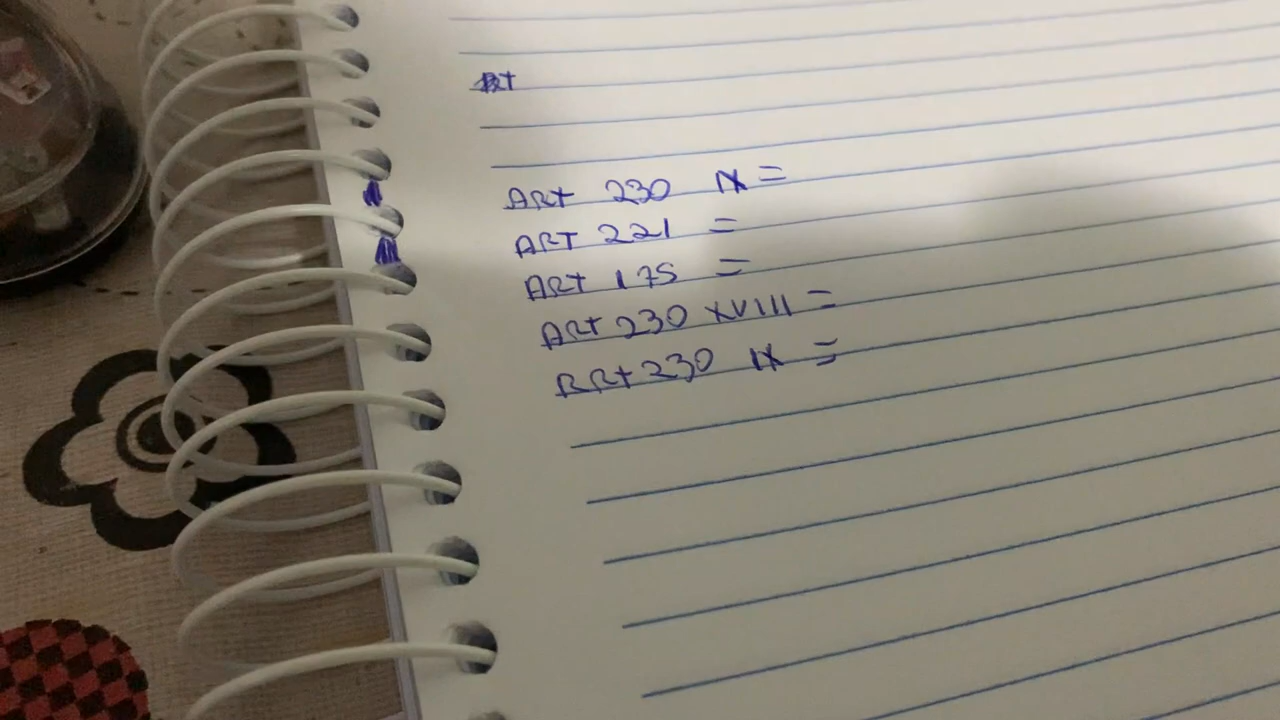 ART
ART 230 IX =
ART 221 =
ART 175 =
ART 230 XVIII =
ART 230 IX =